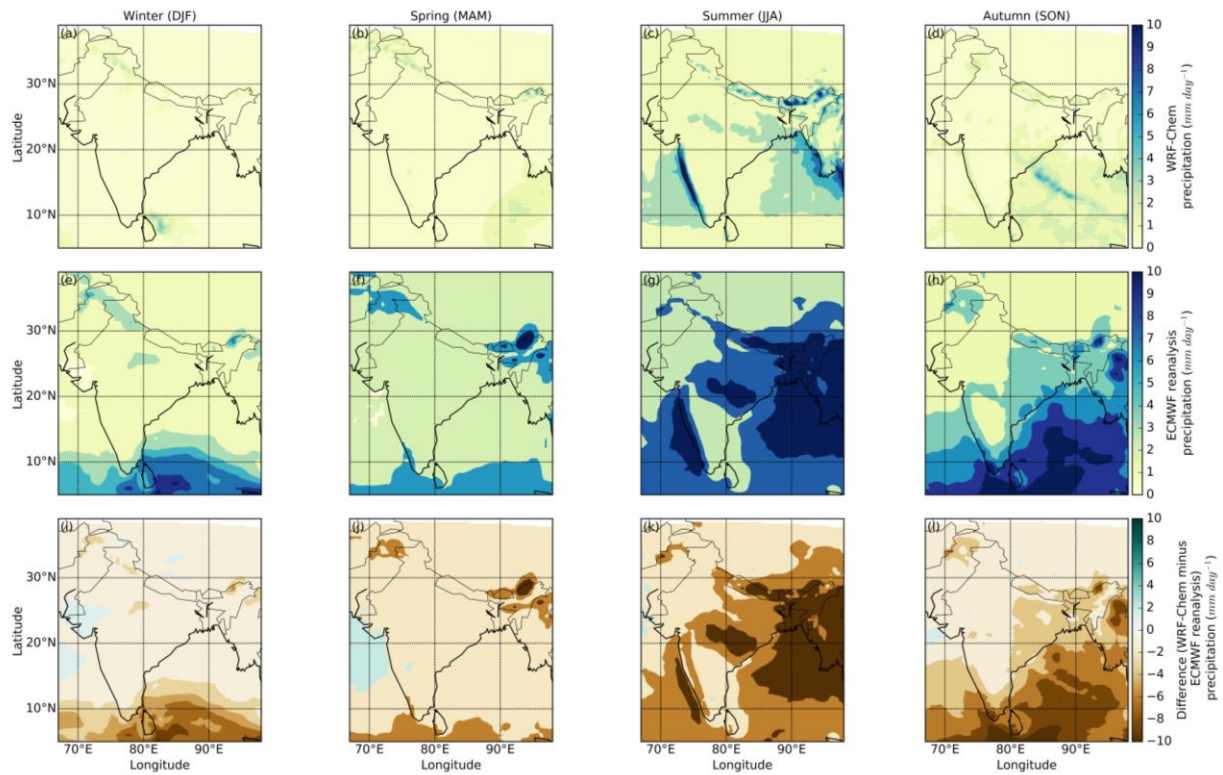 Winter (DJF)
Spring (MAM)
Summer (JJA)
Autumn (SON)
(a)
(b)
(c)
(d)
30°N
20°N
10°N
Latitude
10
9
8
7
6
5
4
3
2
1
0
WRF-Chem
precipitation (mm day⁻¹)
(e)
(f)
(g)
(h)
30°N
20°N
10°N
Latitude
10
9
8
7
6
5
4
3
2
1
0
ECMWF reanalysis
precipitation (mm day⁻¹)
(i)
(j)
(k)
(l)
30°N
20°N
10°N
Latitude
10
8
6
4
2
0
−2
−4
−6
−8
−10
Difference (WRF-Chem minus
ECMWF reanalysis)
precipitation (mm day⁻¹)
70°E 80°E 90°E
70°E 80°E 90°E
70°E 80°E 90°E
70°E 80°E 90°E
Longitude
Longitude
Longitude
Longitude